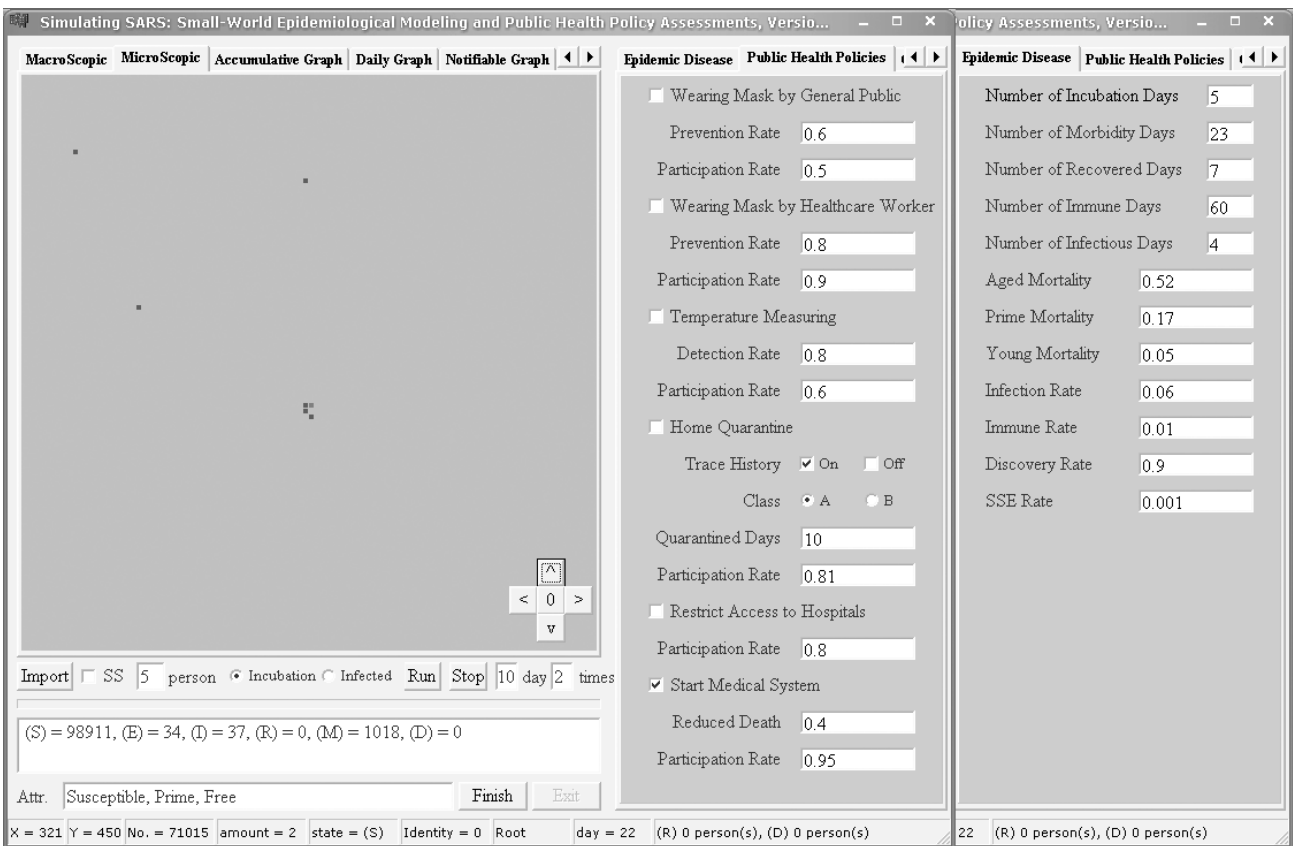 Simulating SARS: Small-World Epidemiological Modeling and Public Health Policy Assessments, Versio...
MacroScopic MicroScopic Accumulative Graph Daily Graph Notifiable Graph
0
< >
^
v
Import SS 5 person Incubation Infected Run Stop 10 day 2 times
(S) = 98911, (E) = 34, (I) = 37, (R) = 0, (M) = 1018, (D) = 0
Attr. Susceptible, Prime, Free Finish Exit
Epidemic Disease Public Health Policies
Wearing Mask by General Public
Prevention Rate 0.6
Participation Rate 0.5
Wearing Mask by Healthcare Worker
Prevention Rate 0.8
Participation Rate 0.9
Temperature Measuring
Detection Rate 0.8
Participation Rate 0.6
Home Quarantine
Trace History On Off
Class A B
Quarantined Days 10
Participation Rate 0.81
Restrict Access to Hospitals
Participation Rate 0.8
Start Medical System
Reduced Death 0.4
Participation Rate 0.95
X = 321 Y = 450 No. = 71015 amount = 2 state = (S) Identity = 0 Root day = 22 (R) 0 person(s), (D) 0 person(s)
olicy Assessments, Versio...
Epidemic Disease Public Health Policies
Number of Incubation Days 5
Number of Morbidity Days 23
Number of Recovered Days 7
Number of Immune Days 60
Number of Infectious Days 4
Aged Mortality 0.52
Prime Mortality 0.17
Young Mortality 0.05
Infection Rate 0.06
Immune Rate 0.01
Discovery Rate 0.9
SSE Rate 0.001
22 (R) 0 person(s), (D) 0 person(s)